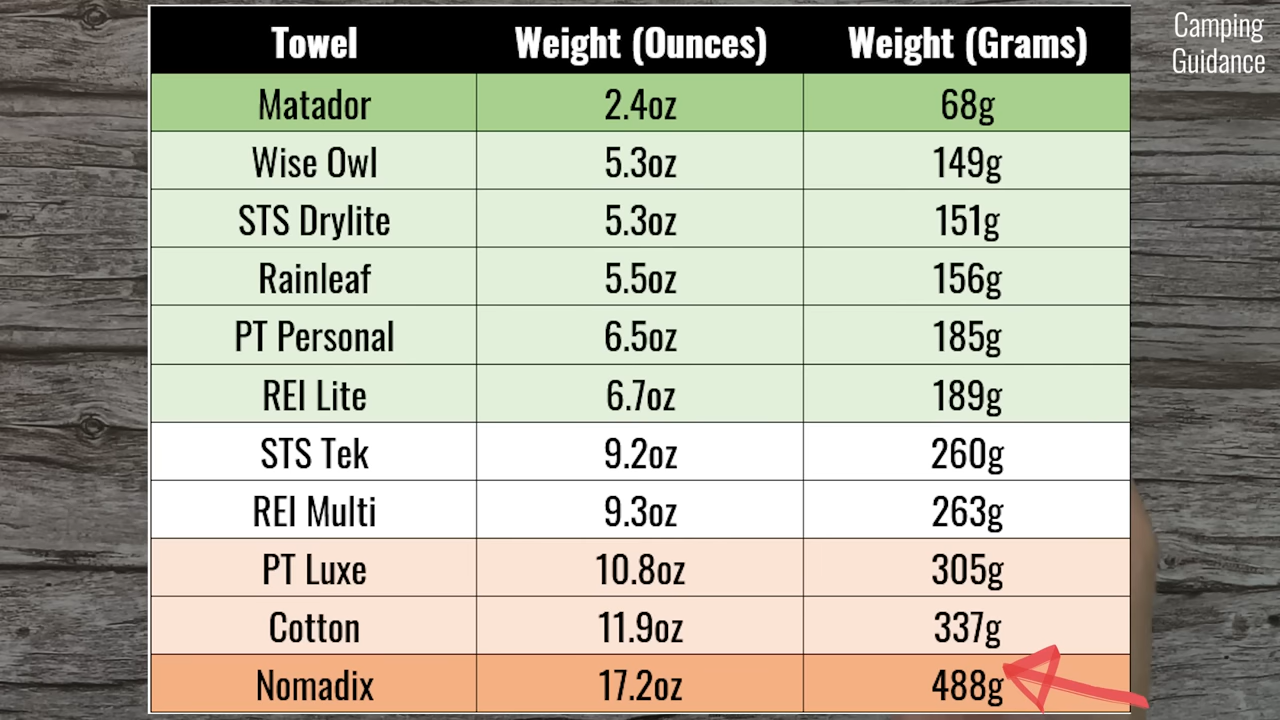 Camping
Guidance
Towel Weight (Ounces) Weight (Grams)
Matador 2.4oz 68g
Wise Owl 5.3oz 149g
STS Drylite 5.3oz 151g
Rainleaf 5.5oz 156g
PT Personal 6.5oz 185g
REI Lite 6.7oz 189g
STS Tek 9.2oz 260g
REI Multi 9.3oz 263g
PT Luxe 10.8oz 305g
Cotton 11.9oz 337g
Nomadix 17.2oz 488g